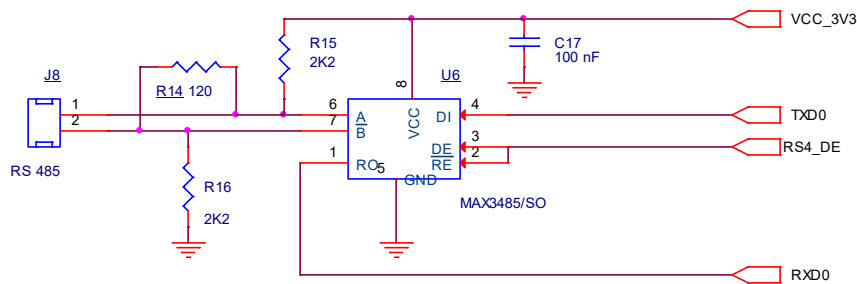 VCC_3V3
R15
2K2
C17
100 nF
J8
R14 120
8
U6
1
6
A
VCC
DI
4
TXD0
2
7
B
DE
3
RE
2
RS4_DE
RS 485
1
RO
5
GND
R16
2K2
MAX3485/SO
RXD0